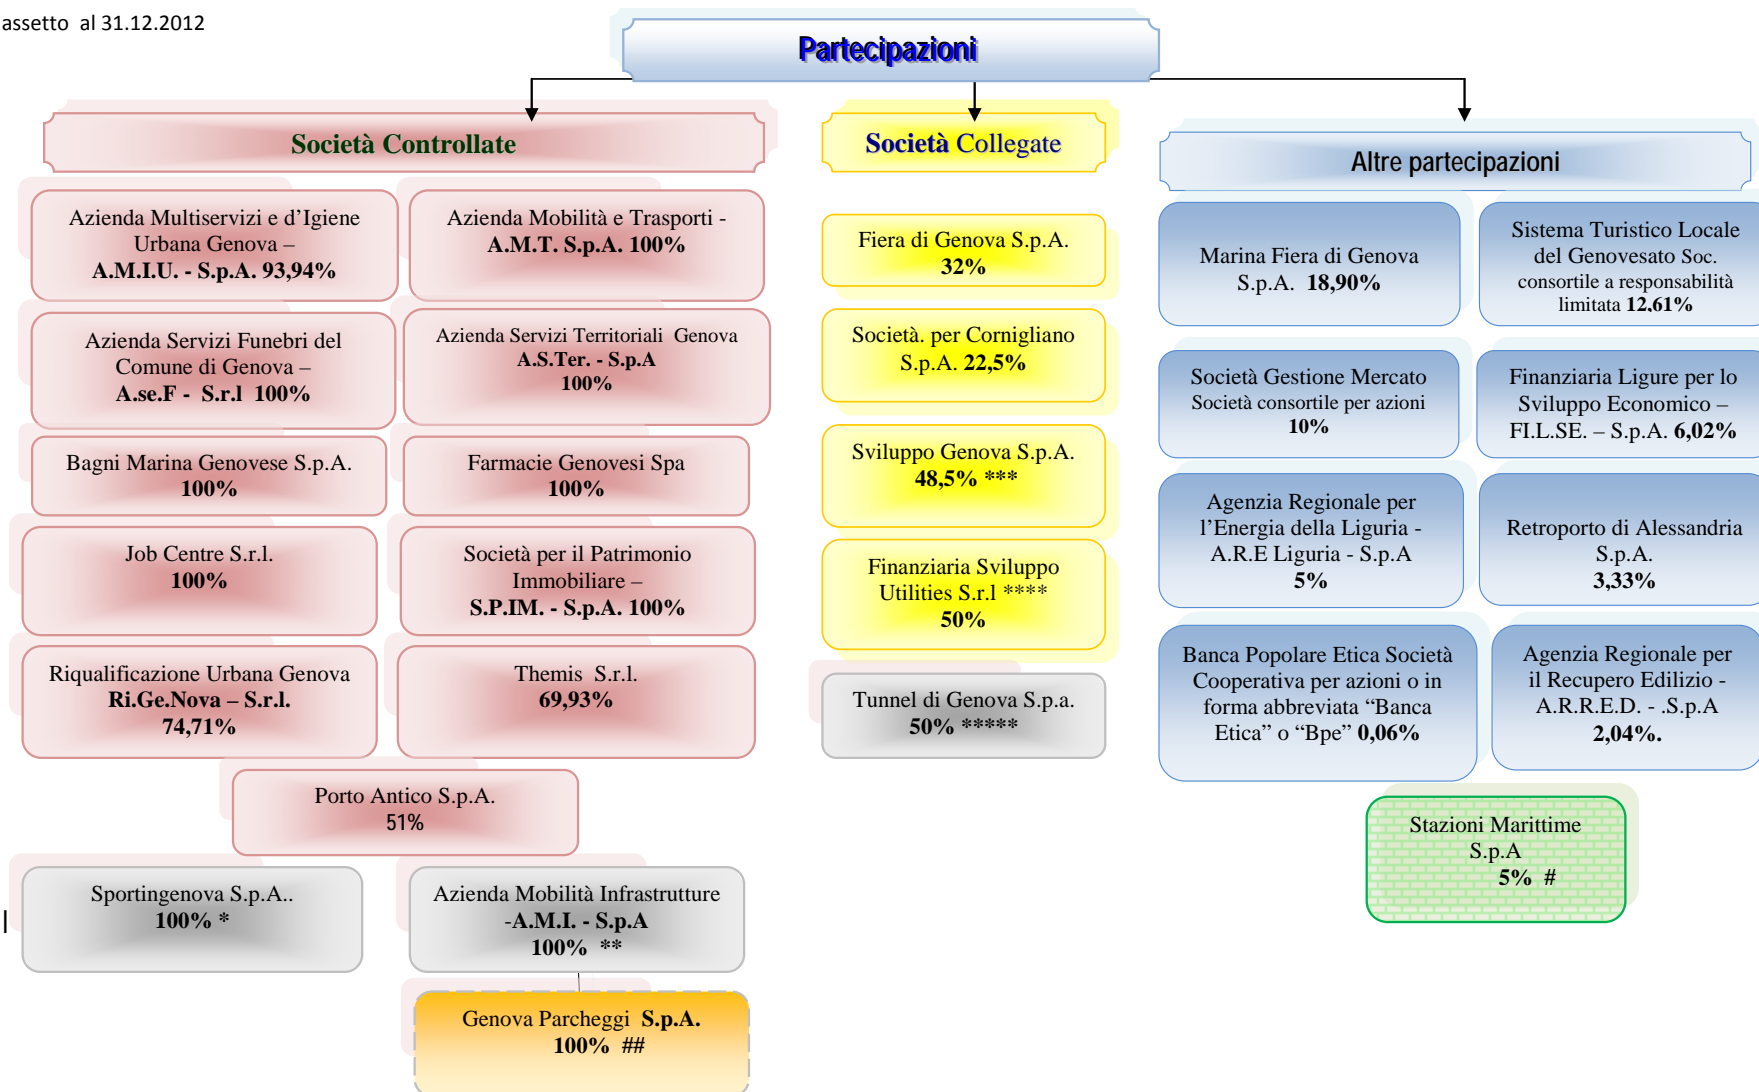 assetto  al 31.12.2012
Partecipazioni
Società Controllate
Azienda Multiservizi e d’Igiene
Urbana Genova –
A.M.I.U. - S.p.A. 93,94%
Azienda Mobilità e Trasporti -
A.M.T. S.p.A. 100%
Azienda Servizi Funebri del
Comune di Genova –
A.se.F - S.r.l 100%
Azienda Servizi Territoriali Genova
A.S.Ter. - S.p.A
100%
Bagni Marina Genovese S.p.A.
100%
Farmacie Genovesi Spa
100%
Job Centre S.r.l.
100%
Società per il Patrimonio
Immobiliare –
S.P.IM. - S.p.A. 100%
Riqualificazione Urbana Genova
Ri.Ge.Nova – S.r.l.
74,71%
Themis S.r.l.
69,93%
Porto Antico S.p.A.
51%
Sportingenova S.p.A..
100% *
Azienda Mobilità Infrastrutture
-A.M.I. - S.p.A
100% **
Genova Parcheggi S.p.A.
100% ##
Società Collegate
Fiera di Genova S.p.A.
32%
Società. per Cornigliano
S.p.A. 22,5%
Sviluppo Genova S.p.A.
48,5% ***
Finanziaria Sviluppo
Utilities S.r.l ****
50%
Tunnel di Genova S.p.a.
50% *****
Altre partecipazioni
Marina Fiera di Genova
S.p.A. 18,90%
Sistema Turistico Locale
del Genovesato Soc.
consortile a responsabilità
limitata 12,61%
Società Gestione Mercato
Società consortile per azioni
10%
Finanziaria Ligure per lo
Sviluppo Economico –
FI.L.SE. – S.p.A. 6,02%
Agenzia Regionale per
l’Energia della Liguria -
A.R.E Liguria - S.p.A
5%
Retroporto di Alessandria
S.p.A.
3,33%
Banca Popolare Etica Società
Cooperativa per azioni o in
forma abbreviata “Banca
Etica” o “Bpe” 0,06%
Agenzia Regionale per
il Recupero Edilizio -
A.R.R.E.D. - .S.p.A
2,04%.
Stazioni Marittime
S.p.A
5% #